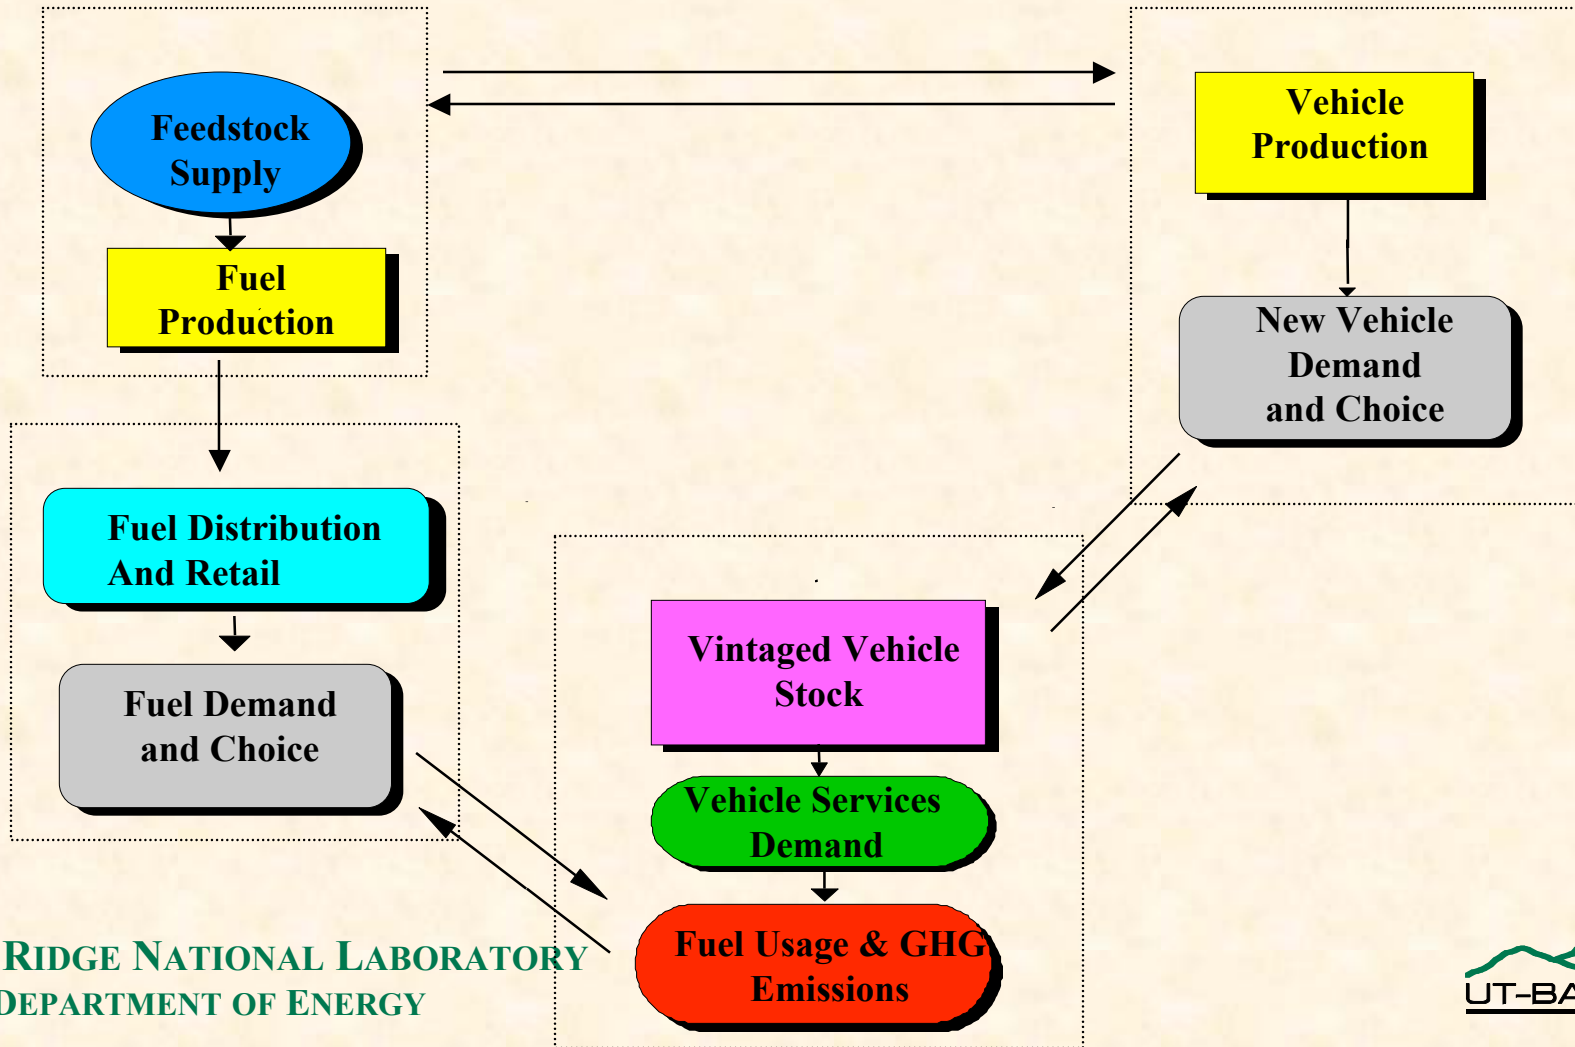 Feedstock
Supply
Fuel
Production
Vehicle
Production
New Vehicle
Demand
and Choice
Fuel Distribution
And Retail
Fuel Demand
and Choice
Vintaged Vehicle
Stock
Vehicle Services
Demand
Fuel Usage & GHG
Emissions
RIDGE NATIONAL LABORATORY
DEPARTMENT OF ENERGY
UT-BA